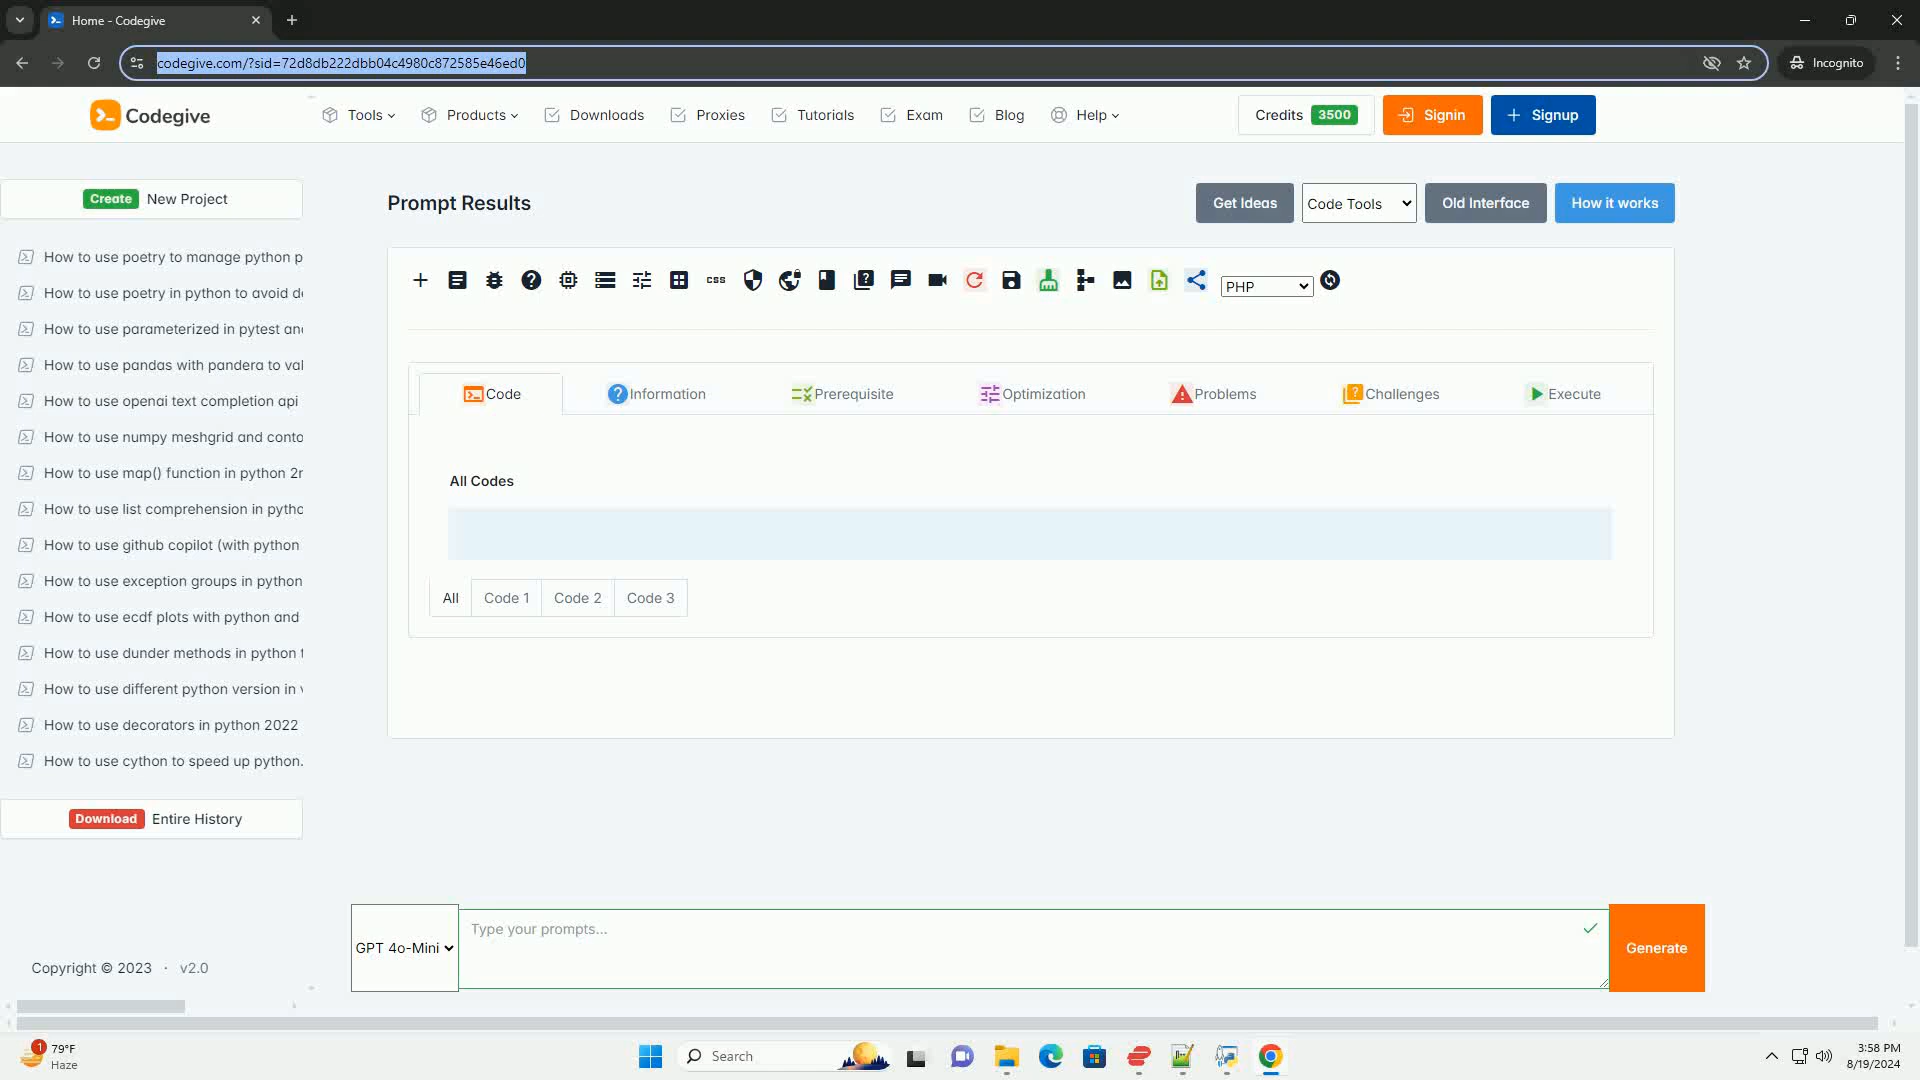 Home - Codegive
codegive.com/?sid=72d8db222dbb04c4980c872585e46ed0
Incognito
Codegive
Tools
Products
Downloads
Proxies
Tutorials
Exam
Blog
Help
Credits 3500
Signin
Signup
Create New Project
How to use poetry to manage python p
How to use poetry in python to avoid d
How to use parameterized in pytest an
How to use pandas with pandera to val
How to use openai text completion api
How to use numpy meshgrid and conto
How to use map() function in python 2
How to use list comprehension in pytho
How to use github copilot (with python
How to use exception groups in python
How to use ecdf plots with python and
How to use dunder methods in python t
How to use different python version in v
How to use decorators in python 2022
How to use cython to speed up python.
Download Entire History
Copyright © 2023 · v2.0
Prompt Results
Get Ideas
Code Tools
Old Interface
How it works
css
PHP
Code
Information
Prerequisite
Optimization
Problems
Challenges
Execute
All Codes
All
Code 1
Code 2
Code 3
GPT 4o-Mini
Type your prompts...
Generate
1
79°F
Haze
Search
3:58 PM
8/19/2024